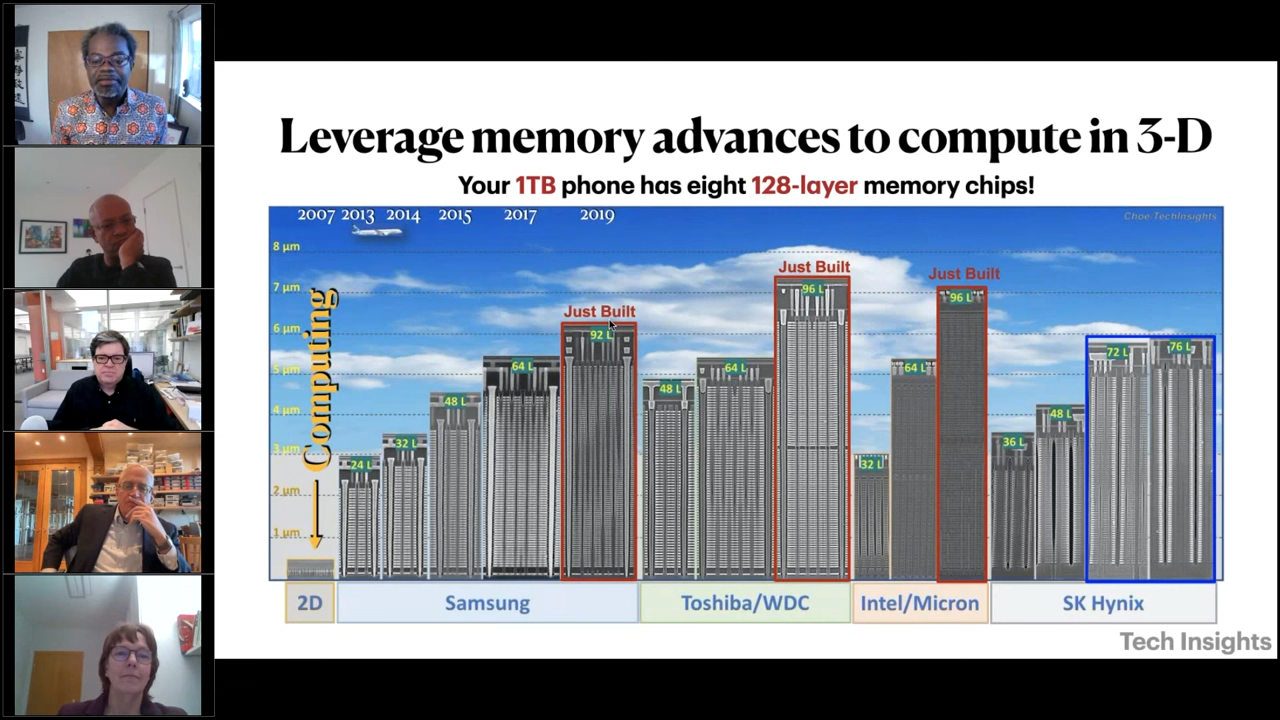 Leverage memory advances to compute in 3-D
Your 1TB phone has eight 128-layer memory chips!
2007 2013 2014 2015 2017 2019
Choe TechInsights
8 µm
7 µm
6 µm
5 µm
4 µm
3 µm
2 µm
1 µm
Computing
Just Built
Just Built
Just Built
24 L
32 L
48 L
64 L
92 L
48 L
64 L
96 L
32 L
64 L
96 L
36 L
48 L
72 L
76 L
2D
Samsung
Toshiba/WDC
Intel/Micron
SK Hynix
Tech Insights